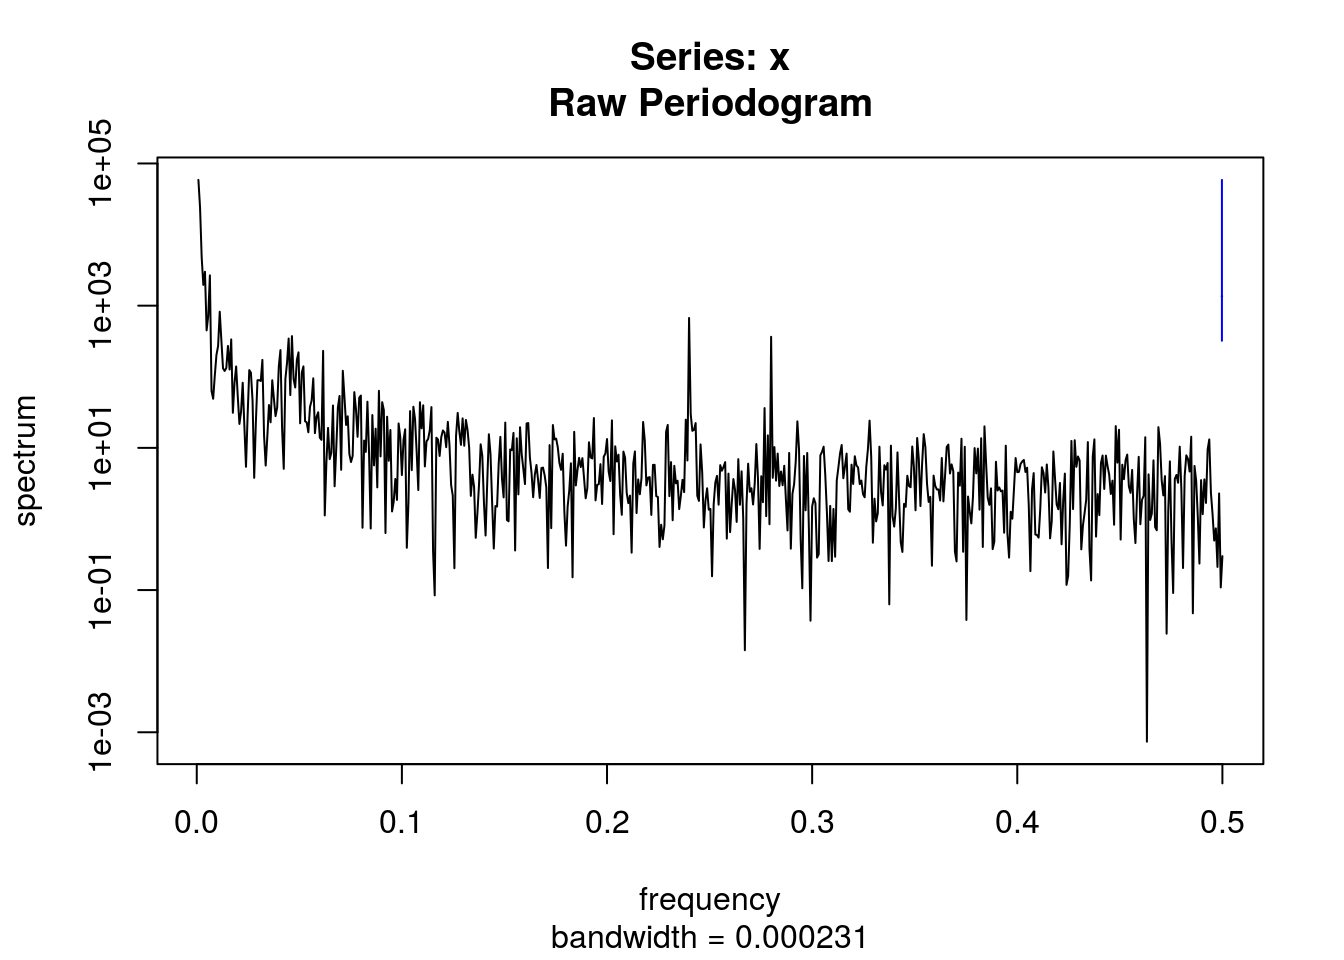 Series: x
Raw Periodogram
spectrum
1e+05
1e+03
1e+01
1e-01
1e-03
0.0 0.1 0.2 0.3 0.4 0.5
frequency
bandwidth = 0.000231